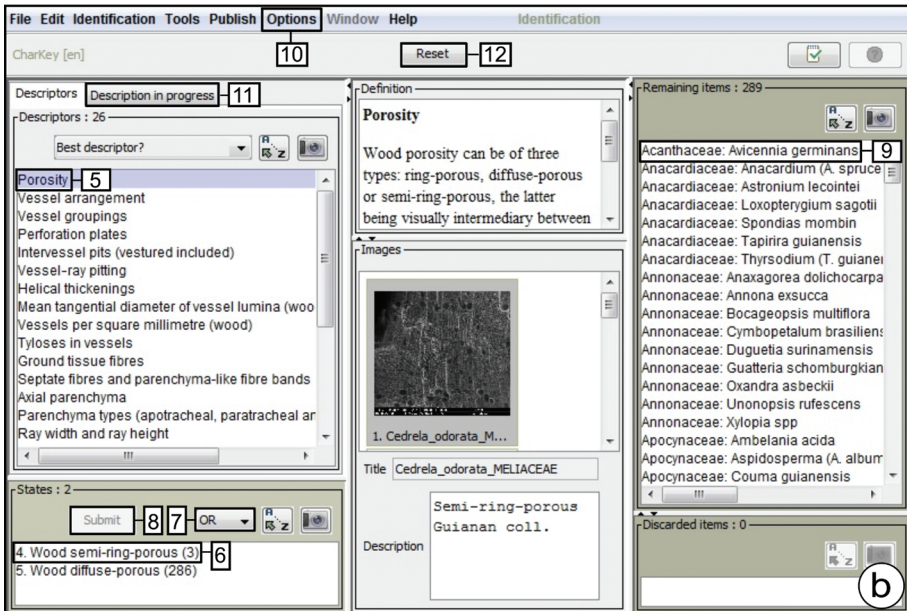 File Edit Identification Tools Publish Options Window Help Identification
10
CharKey [en]
Reset 12
Descriptors Description in progress 11
Descriptors : 26
Best descriptor?
A
Z
Porosity 5
Vessel arrangement
Vessel groupings
Perforation plates
Intervessel pits (vestured included)
Vessel-ray pitting
Helical thickenings
Mean tangential diameter of vessel lumina (woo
Vessels per square millimetre (wood)
Tyloses in vessels
Ground tissue fibres
Septate fibres and parenchyma-like fibre bands
Axial parenchyma
Parenchyma types (apotracheal, paratracheal an
Ray width and ray height
States : 2
Submit 8 7 OR
A
Z
4. Wood semi-ring-porous (3) 6
5. Wood diffuse-porous (286)
Definition
Porosity
Wood porosity can be of three
types: ring-porous, diffuse-porous
or semi-ring-porous, the latter
being visually intermediary between
Images
1. Cedrela_odorata_M...
Title Cedrela_odorata_MELIACEAE
Semi-ring-porous
Guianan coll.
Description
Remaining items : 289
A
Z
Acanthaceae: Avicennia germinans 9
Anacardiaceae: Anacardium (A. spruce
Anacardiaceae: Astronium lecointei
Anacardiaceae: Loxopterygium sagotii
Anacardiaceae: Spondias mombin
Anacardiaceae: Tapirira guianensis
Anacardiaceae: Thyrsodium (T. guianer
Annonaceae: Anaxagorea dolichocarpa
Annonaceae: Annona exsucca
Annonaceae: Bocageopsis multiflora
Annonaceae: Cymbopetalum brasiliens
Annonaceae: Duguetia surinamensis
Annonaceae: Guatteria schomburgkian
Annonaceae: Oxandra asbeckii
Annonaceae: Unonopsis rufescens
Annonaceae: Xylopia spp
Apocynaceae: Ambelania acida
Apocynaceae: Aspidosperma (A. album
Apocynaceae: Couma guianensis
Discarded items : 0
A
Z
b